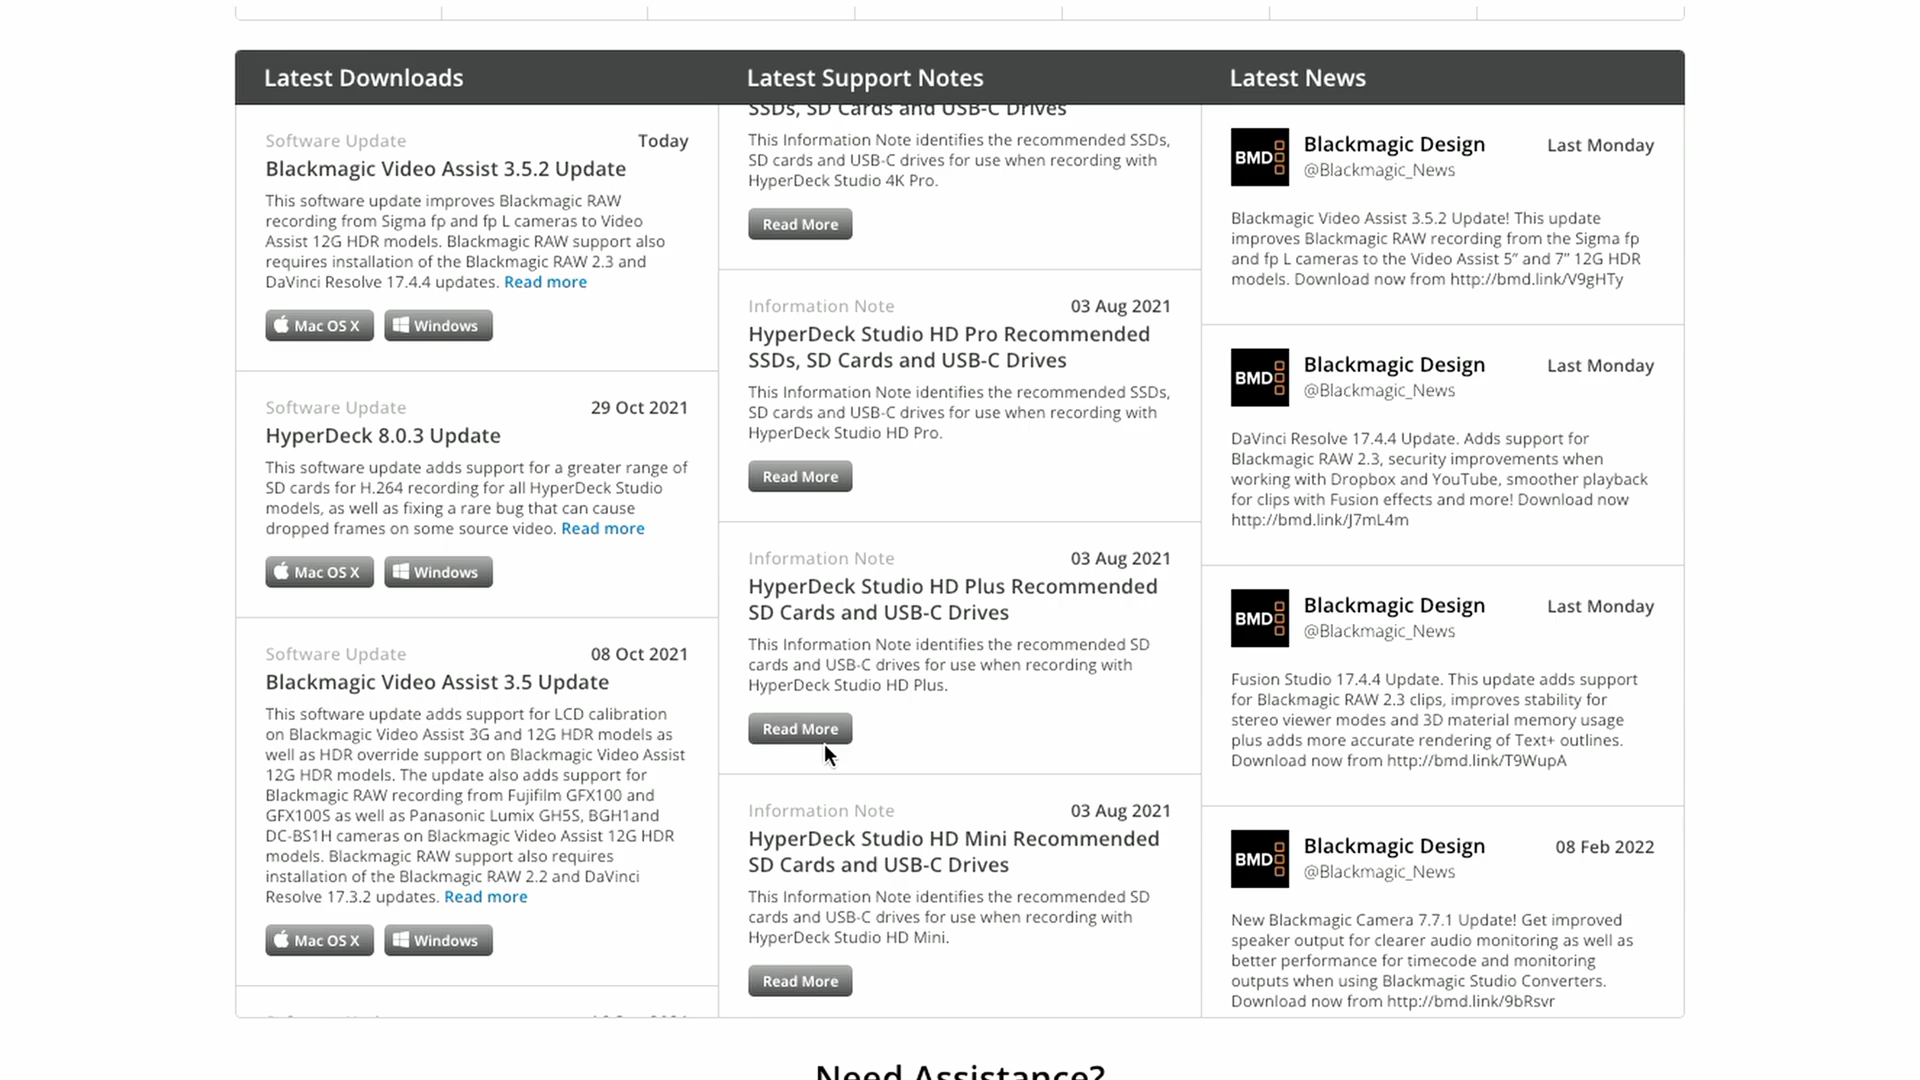 Latest Downloads
Software Update Today
Blackmagic Video Assist 3.5.2 Update
This software update improves Blackmagic RAW
recording from Sigma fp and fp L cameras to Video
Assist 12G HDR models. Blackmagic RAW support also
requires installation of the Blackmagic RAW 2.3 and
DaVinci Resolve 17.4.4 updates. Read more
Mac OS X Windows
Software Update 29 Oct 2021
HyperDeck 8.0.3 Update
This software update adds support for a greater range of
SD cards for H.264 recording for all HyperDeck Studio
models, as well as fixing a rare bug that can cause
dropped frames on some source video. Read more
Mac OS X Windows
Software Update 08 Oct 2021
Blackmagic Video Assist 3.5 Update
This software update adds support for LCD calibration
on Blackmagic Video Assist 3G and 12G HDR models as
well as HDR override support on Blackmagic Video Assist
12G HDR models. The update also adds support for
Blackmagic RAW recording from Fujifilm GFX100 and
GFX100S as well as Panasonic Lumix GH5S, BGH1and
DC-BS1H cameras on Blackmagic Video Assist 12G HDR
models. Blackmagic RAW support also requires
installation of the Blackmagic RAW 2.2 and DaVinci
Resolve 17.3.2 updates. Read more
Mac OS X Windows
Latest Support Notes
SSDs, SD Cards and USB-C Drives
This Information Note identifies the recommended SSDs,
SD cards and USB-C drives for use when recording with
HyperDeck Studio 4K Pro.
Read More
Information Note 03 Aug 2021
HyperDeck Studio HD Pro Recommended
SSDs, SD Cards and USB-C Drives
This Information Note identifies the recommended SSDs,
SD cards and USB-C drives for use when recording with
HyperDeck Studio HD Pro.
Read More
Information Note 03 Aug 2021
HyperDeck Studio HD Plus Recommended
SD Cards and USB-C Drives
This Information Note identifies the recommended SD
cards and USB-C drives for use when recording with
HyperDeck Studio HD Plus.
Read More
Information Note 03 Aug 2021
HyperDeck Studio HD Mini Recommended
SD Cards and USB-C Drives
This Information Note identifies the recommended SD
cards and USB-C drives for use when recording with
HyperDeck Studio HD Mini.
Read More
Latest News
BMD Blackmagic Design Last Monday
@Blackmagic_News
Blackmagic Video Assist 3.5.2 Update! This update
improves Blackmagic RAW recording from the Sigma fp
and fp L cameras to the Video Assist 5” and 7” 12G HDR
models. Download now from http://bmd.link/V9gHTy
BMD Blackmagic Design Last Monday
@Blackmagic_News
DaVinci Resolve 17.4.4 Update. Adds support for
Blackmagic RAW 2.3, security improvements when
working with Dropbox and YouTube, smoother playback
for clips with Fusion effects and more! Download now
http://bmd.link/J7mL4m
BMD Blackmagic Design Last Monday
@Blackmagic_News
Fusion Studio 17.4.4 Update. This update adds support
for Blackmagic RAW 2.3 clips, improves stability for
stereo viewer modes and 3D material memory usage
plus adds more accurate rendering of Text+ outlines.
Download now from http://bmd.link/T9WupA
BMD Blackmagic Design 08 Feb 2022
@Blackmagic_News
New Blackmagic Camera 7.7.1 Update! Get improved
speaker output for clearer audio monitoring as well as
better performance for timecode and monitoring
outputs when using Blackmagic Studio Converters.
Download now from http://bmd.link/9bRsvr
Need Assistance?